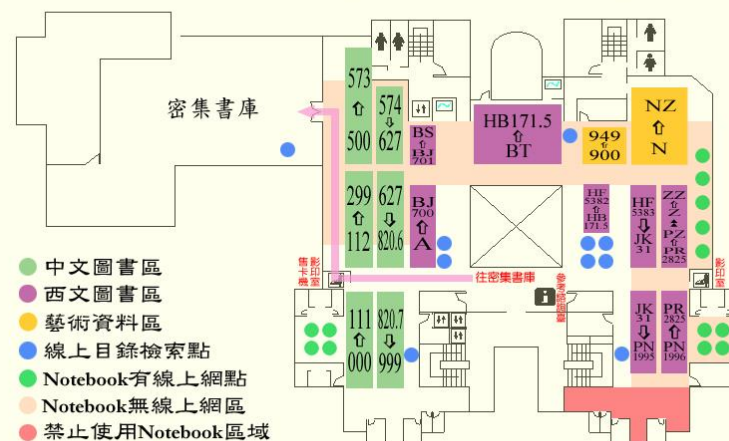 密集書庫
573
⇧
500
574
⇩
627
BS
⇧
BJ
701
HB171.5
⇧
BT
949
⇧
900
NZ
⇧
N
299
⇧
112
627
⇩
820.6
BJ
700
⇧
A
HF
5382
⇧
HB
171.5
HF
5383
⇩
JK
31
ZZ
⇧
Z
PZ
⇧
PR
2825
售卡機
影印室
往密集書庫
參考諮詢臺
影印室
111
⇧
000
820.7
⇩
999
JK
31
⇩
PN
1995
PR
2825
⇧
PN
1996
中文圖書區
西文圖書區
藝術資料區
線上目錄檢索點
Notebook有線上網點
Notebook無線上網區
禁止使用Notebook區域